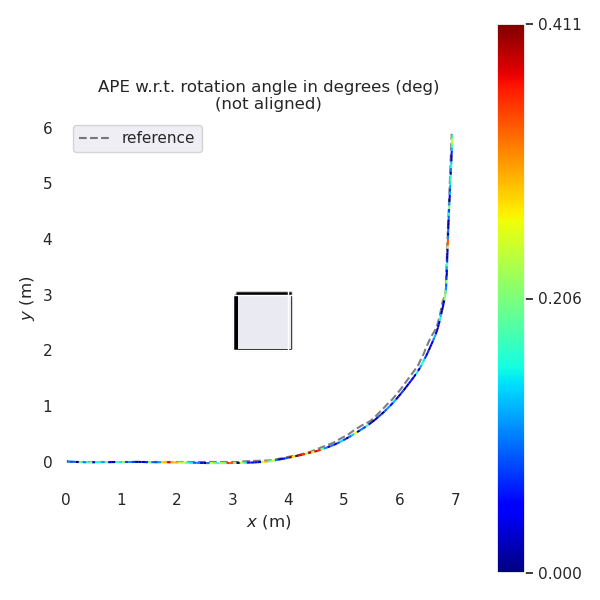 APE w.r.t. rotation angle in degrees (deg)
(not aligned)
reference
0.411
0.206
0.000
6
5
4
3
2
1
0
y (m)
0 1 2 3 4 5 6 7
x (m)